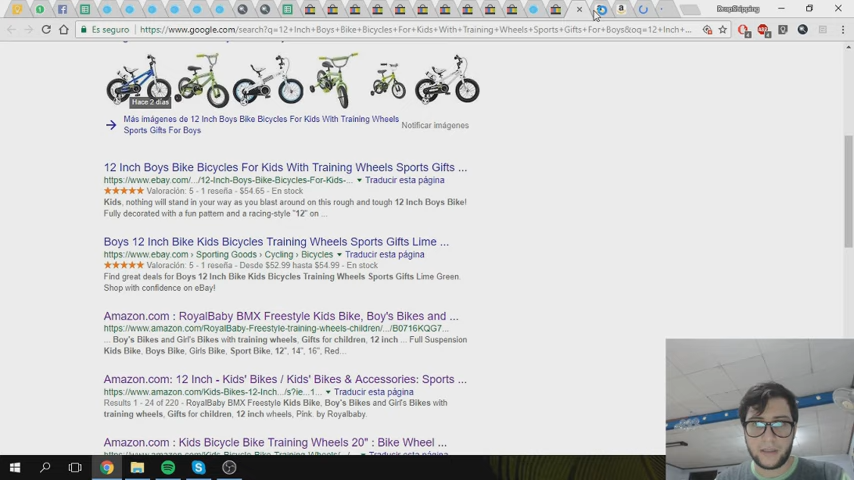 DropShipping
Es seguro
https://www.google.com/search?q=12+Inch+Boys+Bike+Bicycles+For+Kids+With+Training+Wheels+Sports+Gifts+For+Boys&oq=12+Inch+...
Hace 2 días
Más imágenes de 12 Inch Boys Bike Bicycles For Kids With Training Wheels
Sports Gifts For Boys
Notificar imágenes
12 Inch Boys Bike Bicycles For Kids With Training Wheels Sports Gifts ...
https://www.ebay.com/.../12-Inch-Boys-Bike-Bicycles-For-Kids-... ▼ Traducir esta página
★★★★★ Valoración: 5 - 1 reseña - $54.65 - En stock
Kids, nothing will stand in your way as you blast around on this rough and tough 12 Inch Boys Bike!
Fully decorated with a fun pattern and a racing-style "12" on ...
Boys 12 Inch Bike Kids Bicycles Training Wheels Sports Gifts Lime ...
https://www.ebay.com › Sporting Goods › Cycling › Bicycles ▼ Traducir esta página
★★★★★ Valoración: 5 - 1 reseña - Desde $52.99 hasta $54.99 - En stock
Find great deals for Boys 12 Inch Bike Kids Bicycles Training Wheels Sports Gifts Lime Green.
Shop with confidence on eBay!
Amazon.com : RoyalBaby BMX Freestyle Kids Bike, Boy's Bikes and ...
https://www.amazon.com/RoyalBaby-Freestyle-training-wheels-children/.../B0716KQG7...
... Boy's Bikes and Girl's Bikes with training wheels, Gifts for children, 12 inch ... Full Suspension
Kids Bike, Boys Bike, Girls Bike, Sport Bike, 12", 14", 16", Red...
Amazon.com: 12 Inch - Kids' Bikes / Kids' Bikes & Accessories: Sports ...
https://www.amazon.com/Kids-Bikes-12-Inch.../s?ie...1... ▼ Traducir esta página
Results 1 - 24 of 220 - RoyalBaby BMX Freestyle Kids Bike, Boy's Bikes and Girl's Bikes with
training wheels, Gifts for children, 12 inch wheels, Pink. by Royalbaby.
Amazon.com : Kids Bicycle Bike Training Wheels 20" : Bike Wheel ...